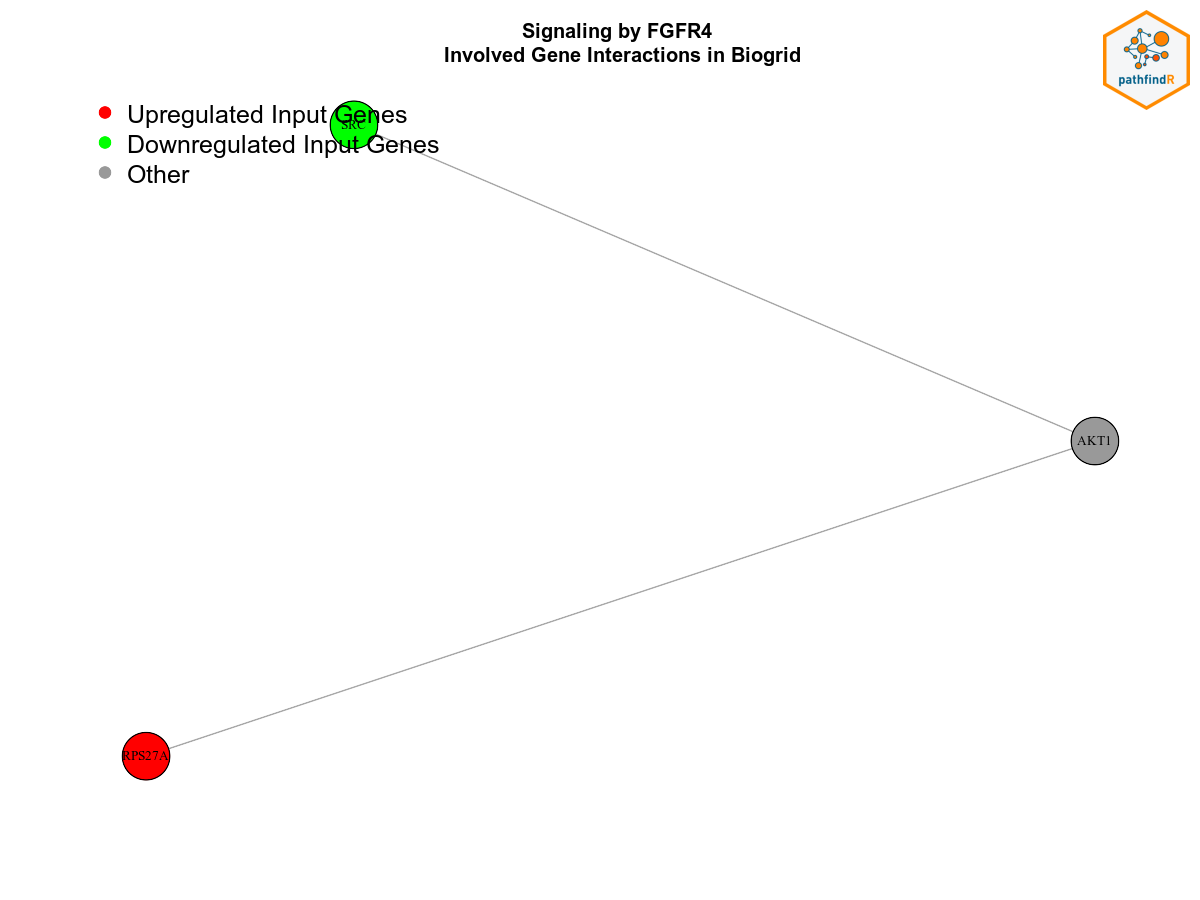 Signaling by FGFR4
Involved Gene Interactions in Biogrid
pathfindR
Upregulated Input Genes
SRC
Downregulated Input Genes
Other
AKT1
RPS27A